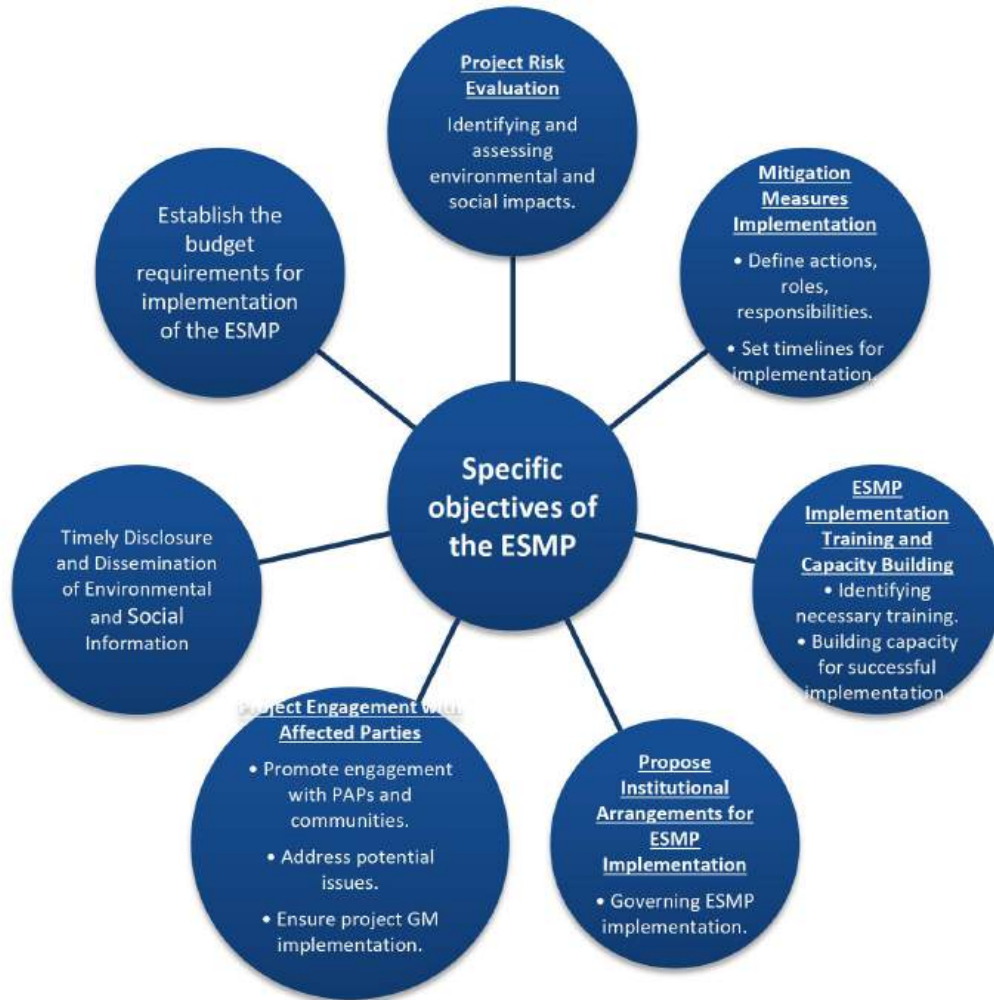 Project Risk
Evaluation
Identifying and
assessing
environmental and
social impacts.
Mitigation
Measures
Implementation
• Define actions,
roles,
responsibilities.
• Set timelines for
implementation.
ESMP
Implementation
Training and
Capacity Building
• Identifying
necessary training.
• Building capacity
for successful
implementation.
Propose
Institutional
Arrangements for
ESMP
Implementation
• Governing ESMP
implementation.
Project Engagement with
Affected Parties
• Promote engagement
with PAPs and
communities.
• Address potential
issues.
• Ensure project GM
implementation.
Timely Disclosure
and Dissemination
of Environmental
and Social
Information
Establish the
budget
requirements for
implementation
of the ESMP
Specific
objectives of
the ESMP